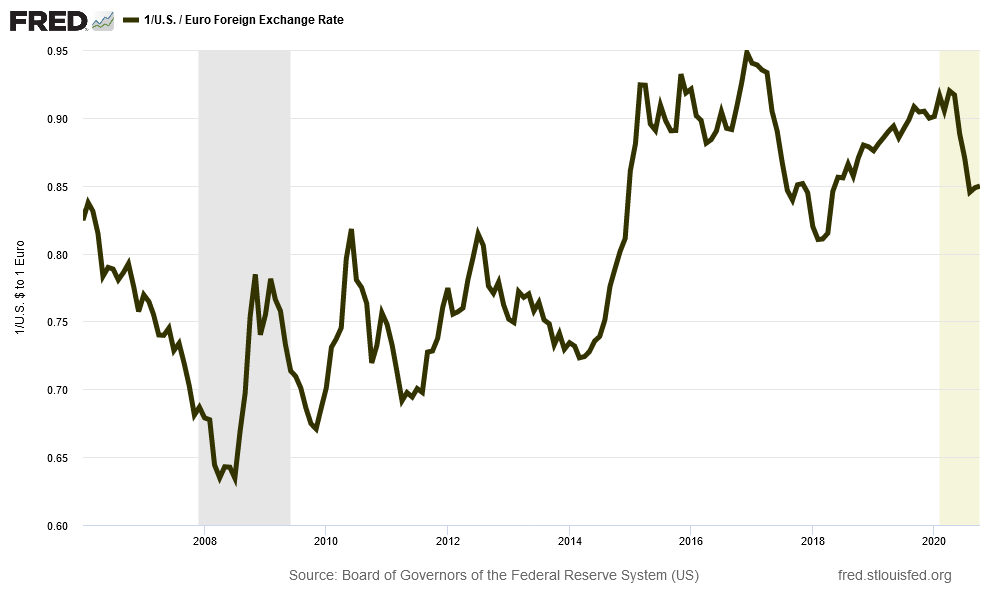 FRED 1/U.S. / Euro Foreign Exchange Rate
0.95
0.90
0.85
0.80
0.75
0.70
0.65
0.60
1/U.S. $ to 1 Euro
2008 2010 2012 2014 2016 2018 2020
Source: Board of Governors of the Federal Reserve System (US) fred.stlouisfed.org